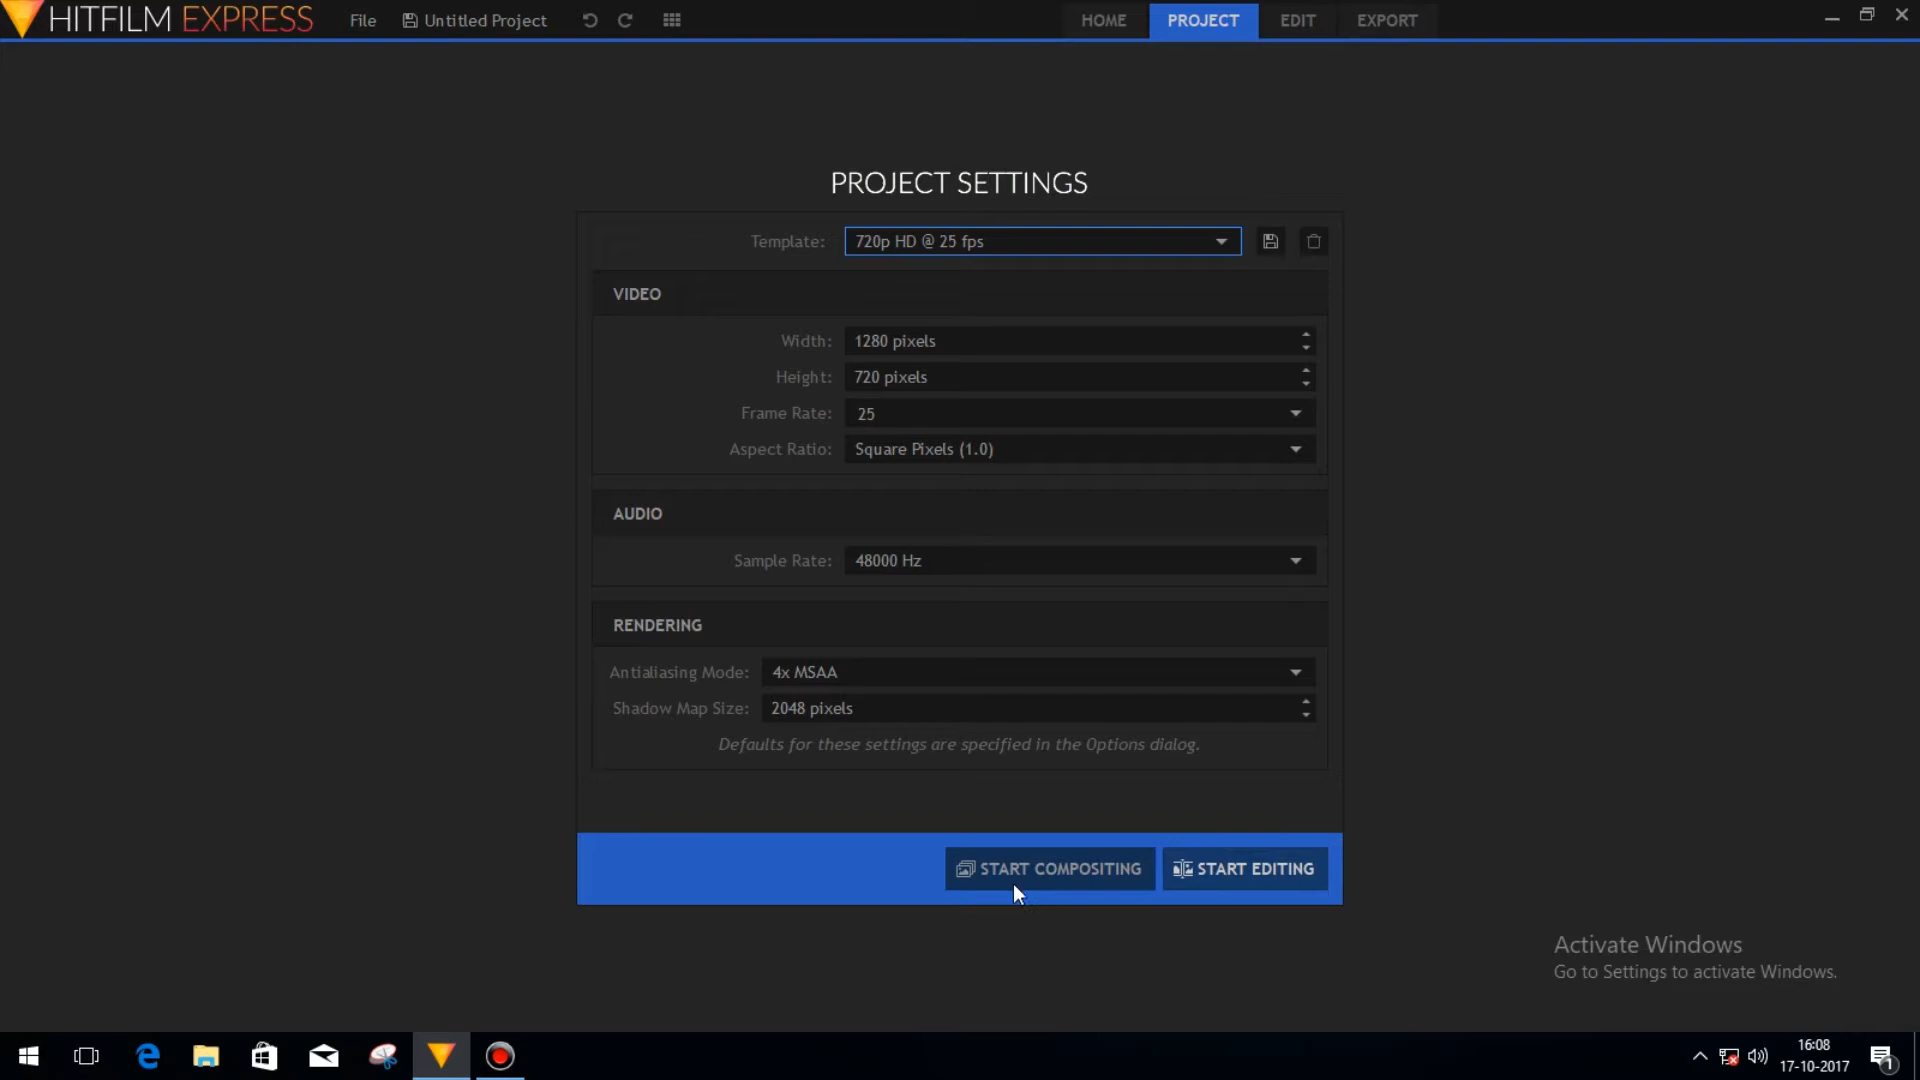 HITFILM EXPRESS File Untitled Project HOME PROJECT EDIT EXPORT
PROJECT SETTINGS
Template: 720p HD @ 25 fps
VIDEO
Width: 1280 pixels
Height: 720 pixels
Frame Rate: 25
Aspect Ratio: Square Pixels (1.0)
AUDIO
Sample Rate: 48000 Hz
RENDERING
Antialiasing Mode: 4x MSAA
Shadow Map Size: 2048 pixels
Defaults for these settings are specified in the Options dialog.
START COMPOSITING START EDITING
Activate Windows
Go to Settings to activate Windows.
16:08
17-10-2017
1